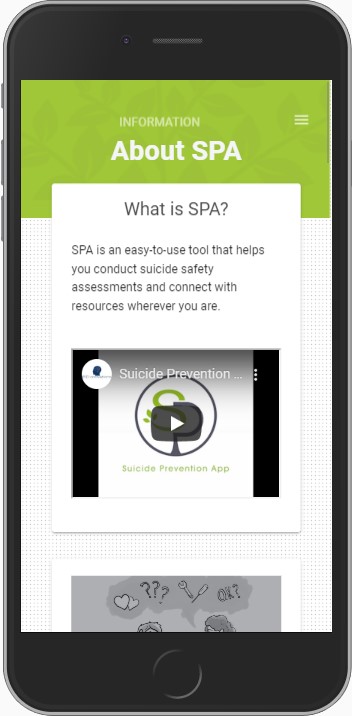 INFORMATION
About SPA
What is SPA?
SPA is an easy-to-use tool that helps
you conduct suicide safety
assessments and connect with
resources wherever you are.
Suicide Prevention ...
Suicide Prevention App
??? OK?